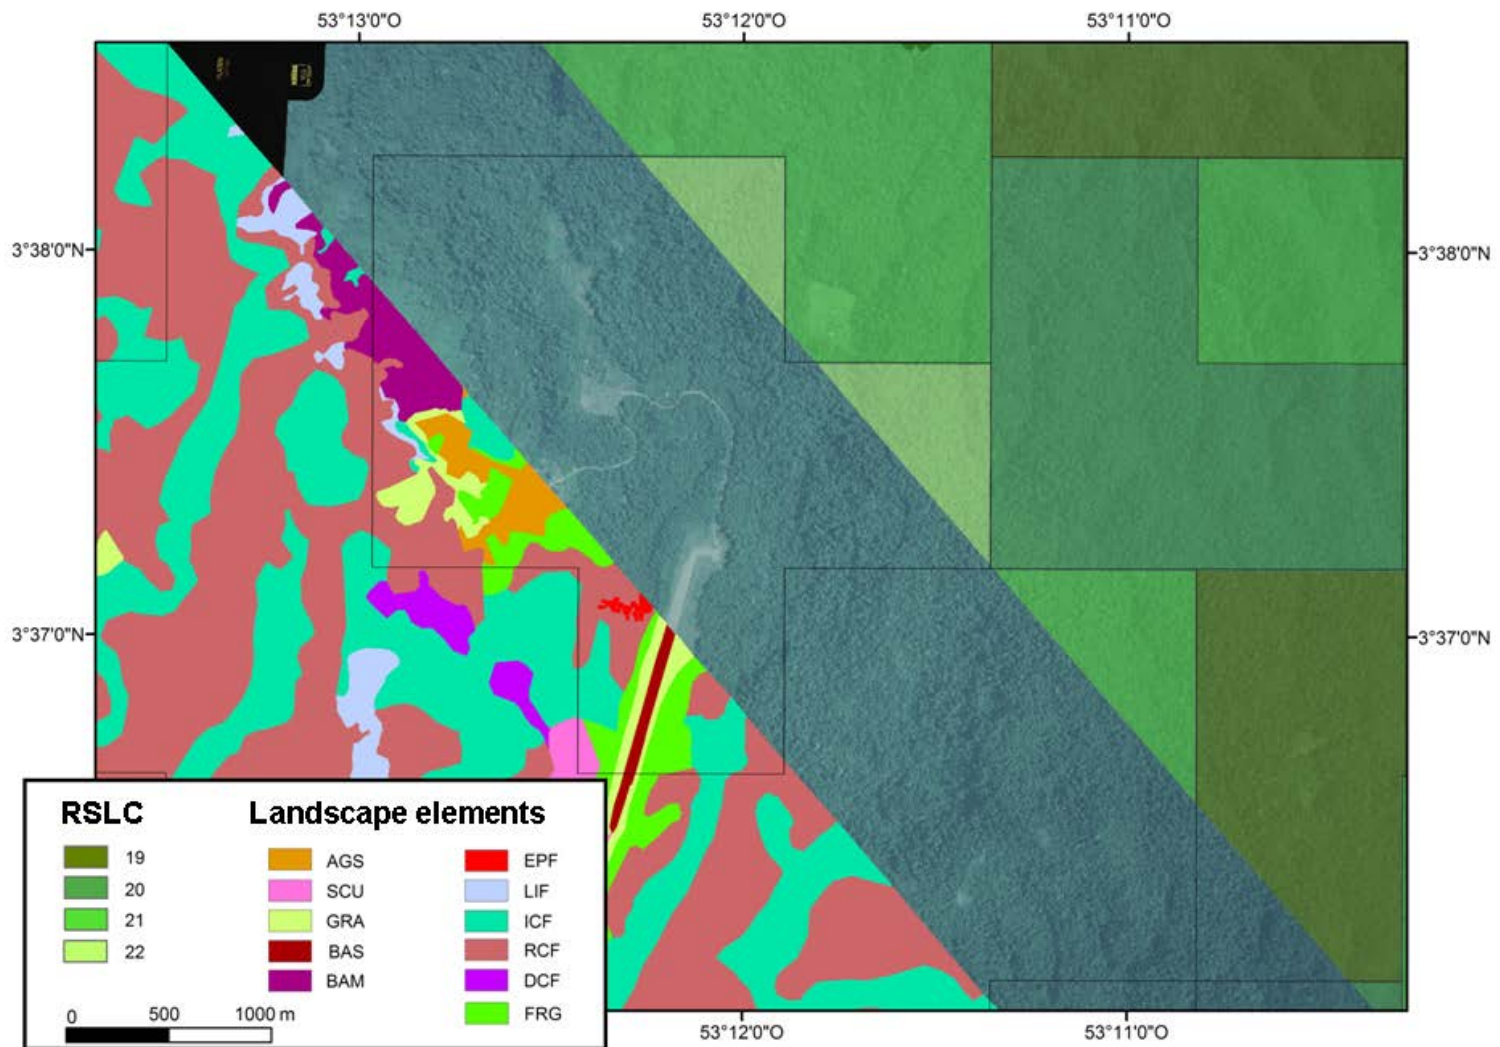 53°13'0"O 53°12'0"O 53°11'0"O
3°38'0"N 3°38'0"N
3°37'0"N 3°37'0"N
RSLC Landscape elements
19 AGS EPF
20 SCU LIF
21 GRA ICF
22 BAS RCF
BAM DCF
FRG
0 500 1000 m
53°12'0"O 53°11'0"O